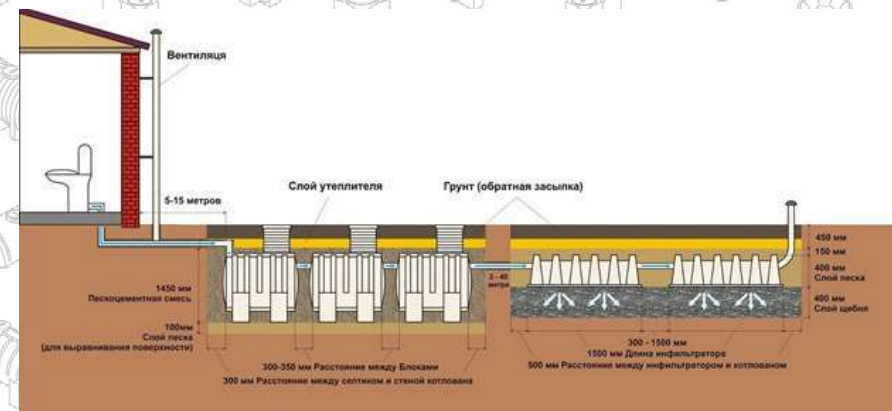 Вентиляця
5-15 метров
Слой утеплителя
Грунт (обратная засыпка)
450 мм
150 мм
400 мм
Слой песка
400 мм
Слой щебня
1450 мм
Пескоцементная смесь
100мм
Слой песка
(для выравнивания поверхности)
метра
300-350 мм Расстояние между Блоками
300 мм Расстояние между септиком и стеной котлована
300 - 1500 мм
1500 мм Длина инфильтратора
500 мм Расстояние между инфильтратором и котлованом